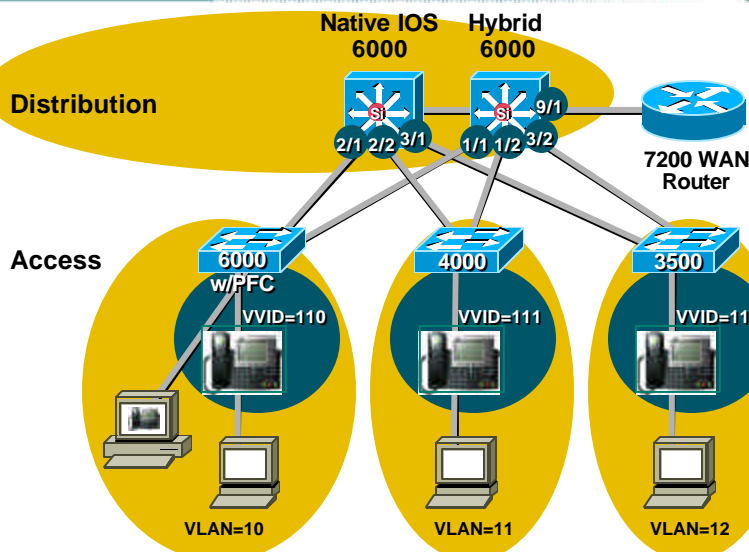 Native IOS
6000
Hybrid
6000
Distribution
Si
Si
9/1
2/1
2/2
3/1
1/1
1/2
3/2
7200 WAN
Router
Access
6000
w/PFC
4000
3500
VVID=110
VVID=111
VVID=11
VLAN=10
VLAN=11
VLAN=12